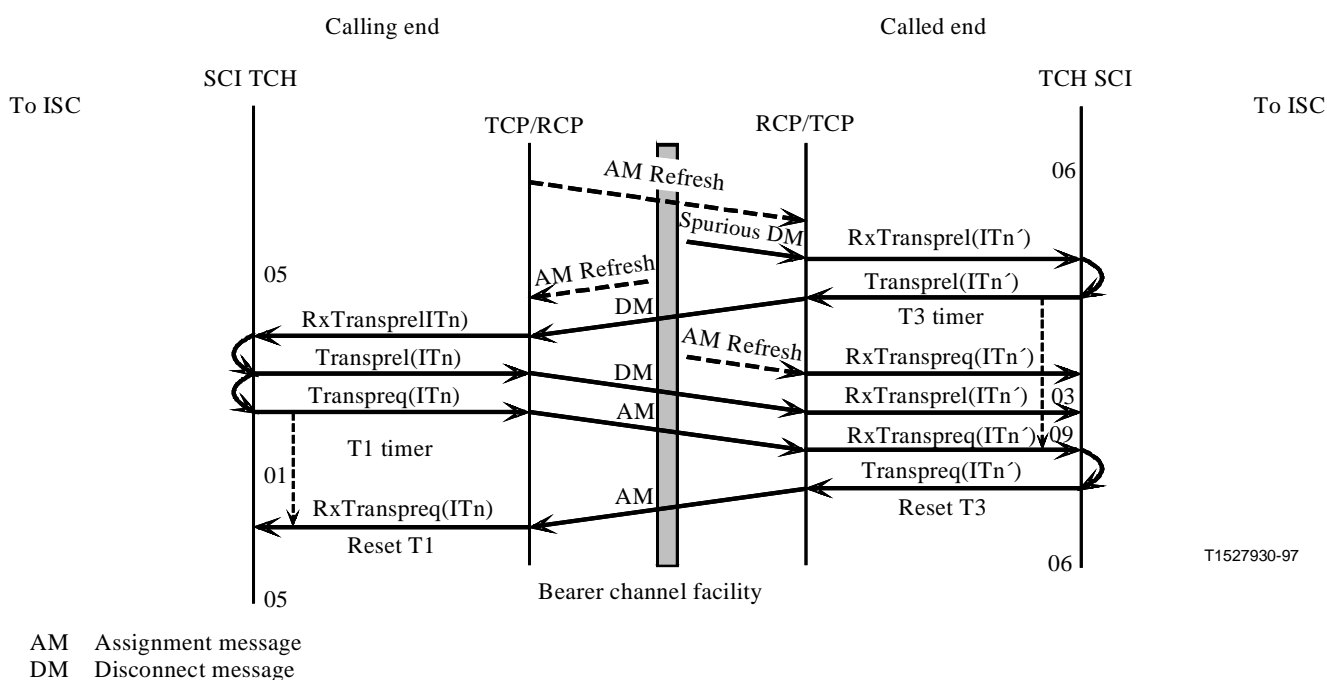 Calling end
Called end
SCI TCH
TCH SCI
To ISC
To ISC
TCP/RCP
RCP/TCP
AM Refresh
06
Spurious DM
RxTransprel(ITn´)
AM Refresh
05
Transprel(ITn´)
DM
T3 timer
RxTransprelITn)
AM Refresh
Transprel(ITn)
DM
RxTranspreq(ITn´)
Transpreq(ITn)
AM
RxTransprel(ITn´)
03
T1 timer
RxTranspreq(ITn´)
09
01
Transpreq(ITn´)
AM
RxTranspreq(ITn)
Reset T3
Reset T1
06
T1527930-97
05
Bearer channel facility
AM Assignment message
DM Disconnect message